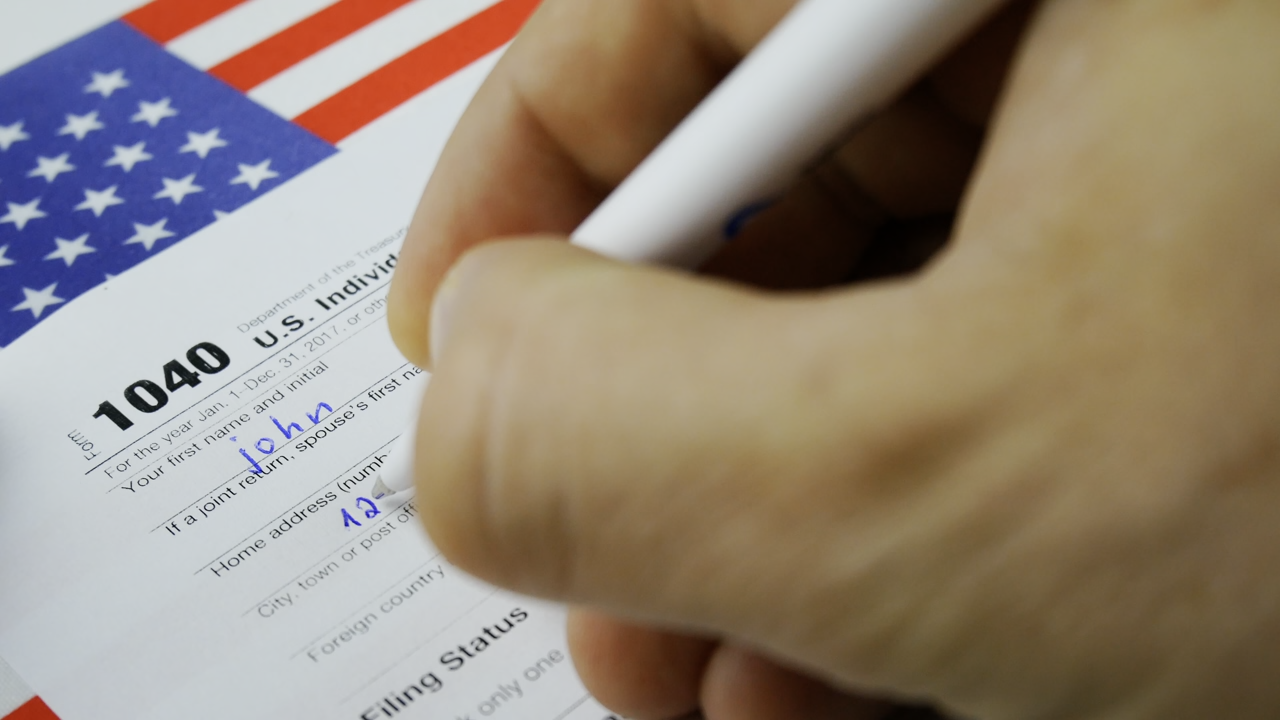 Department of the Treasury
Form 1040 U.S. Individ
For the year Jan. 1-Dec. 31, 2017, or othe
Your first name and initial
john
If a joint return, spouse's first na
Home address (numb
12
City, town or post off
Foreign country
Filing Status
k only one